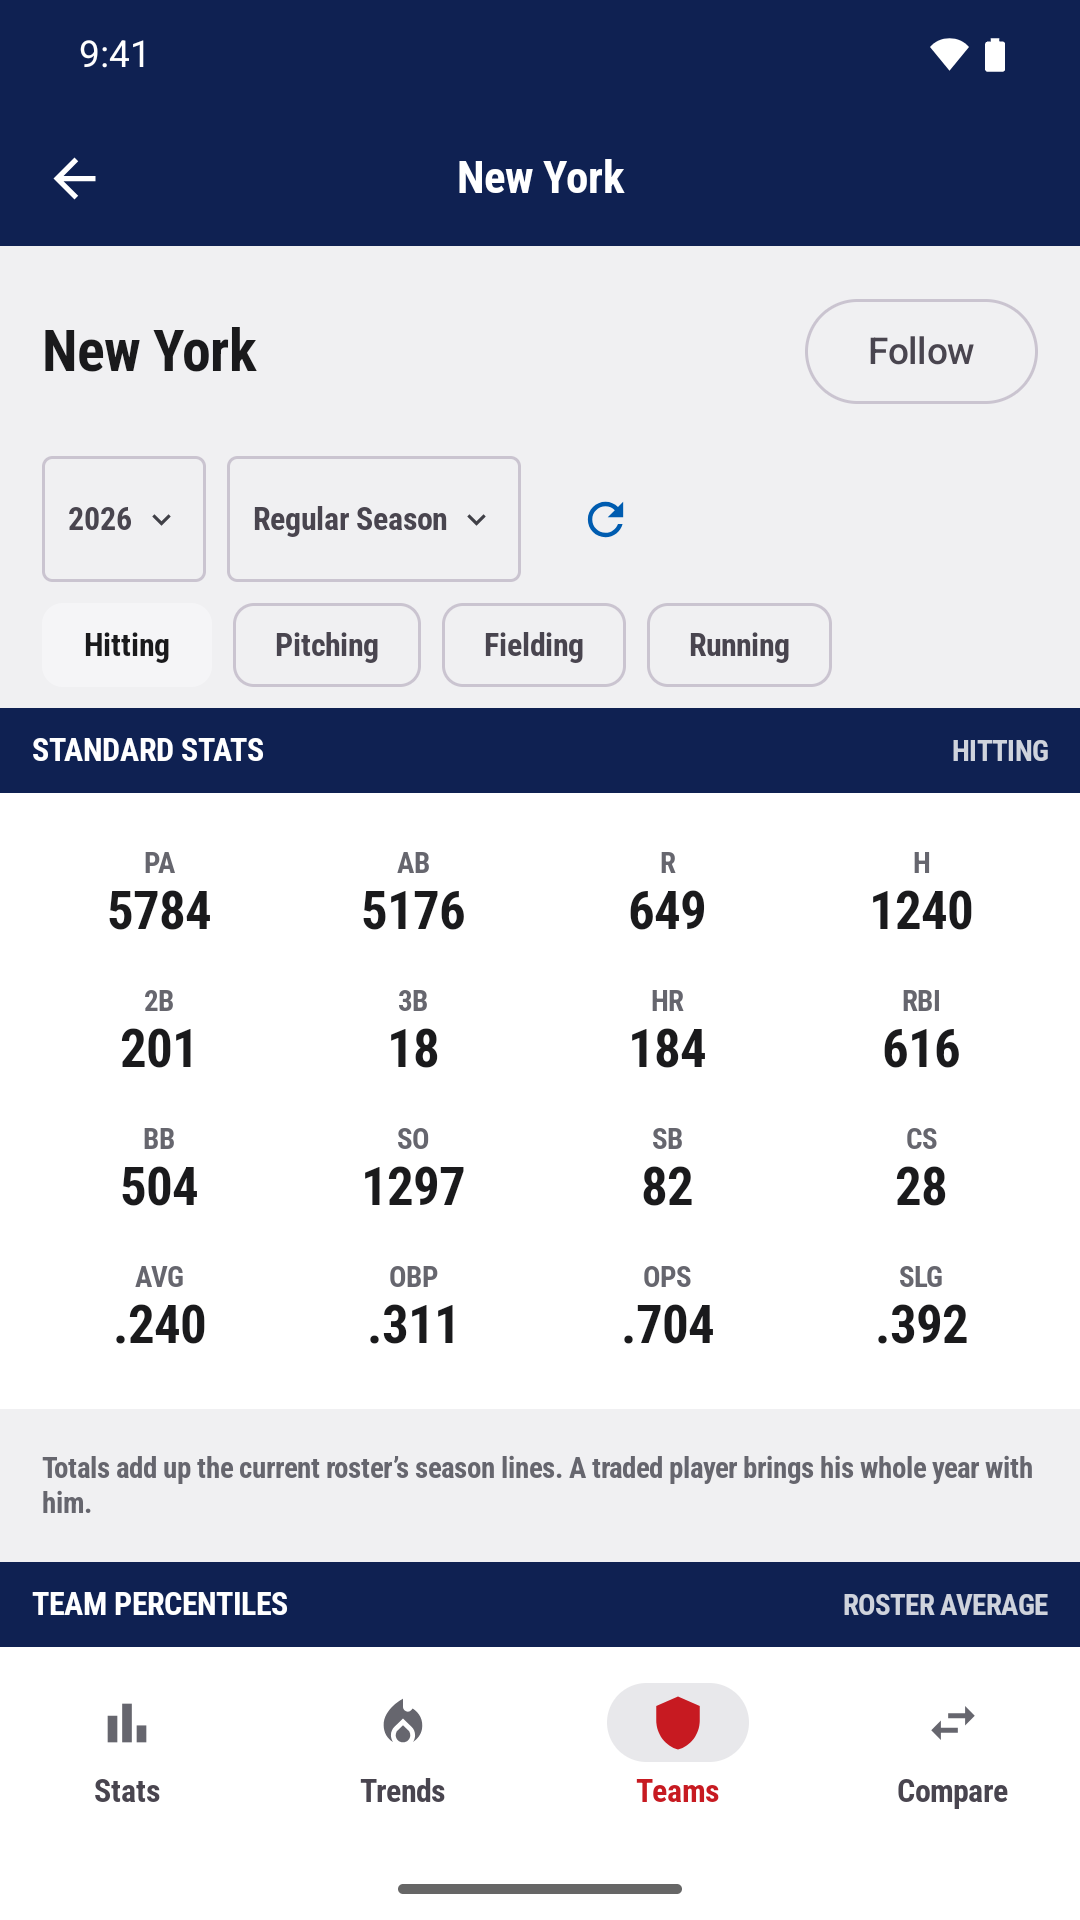 9:41
New York
New York
Follow
2026
Regular Season
Hitting
Pitching
Fielding
Running
STANDARD STATS
HITTING
PA
AB
R
H
5784
5176
649
1240
2B
3B
HR
RBI
201
18
184
616
BB
SO
SB
CS
504
1297
82
28
AVG
OBP
OPS
SLG
.240
.311
.704
.392
Totals add up the current roster’s season lines. A traded player brings his whole year with
him.
TEAM PERCENTILES
ROSTER AVERAGE
Stats
Trends
Teams
Compare